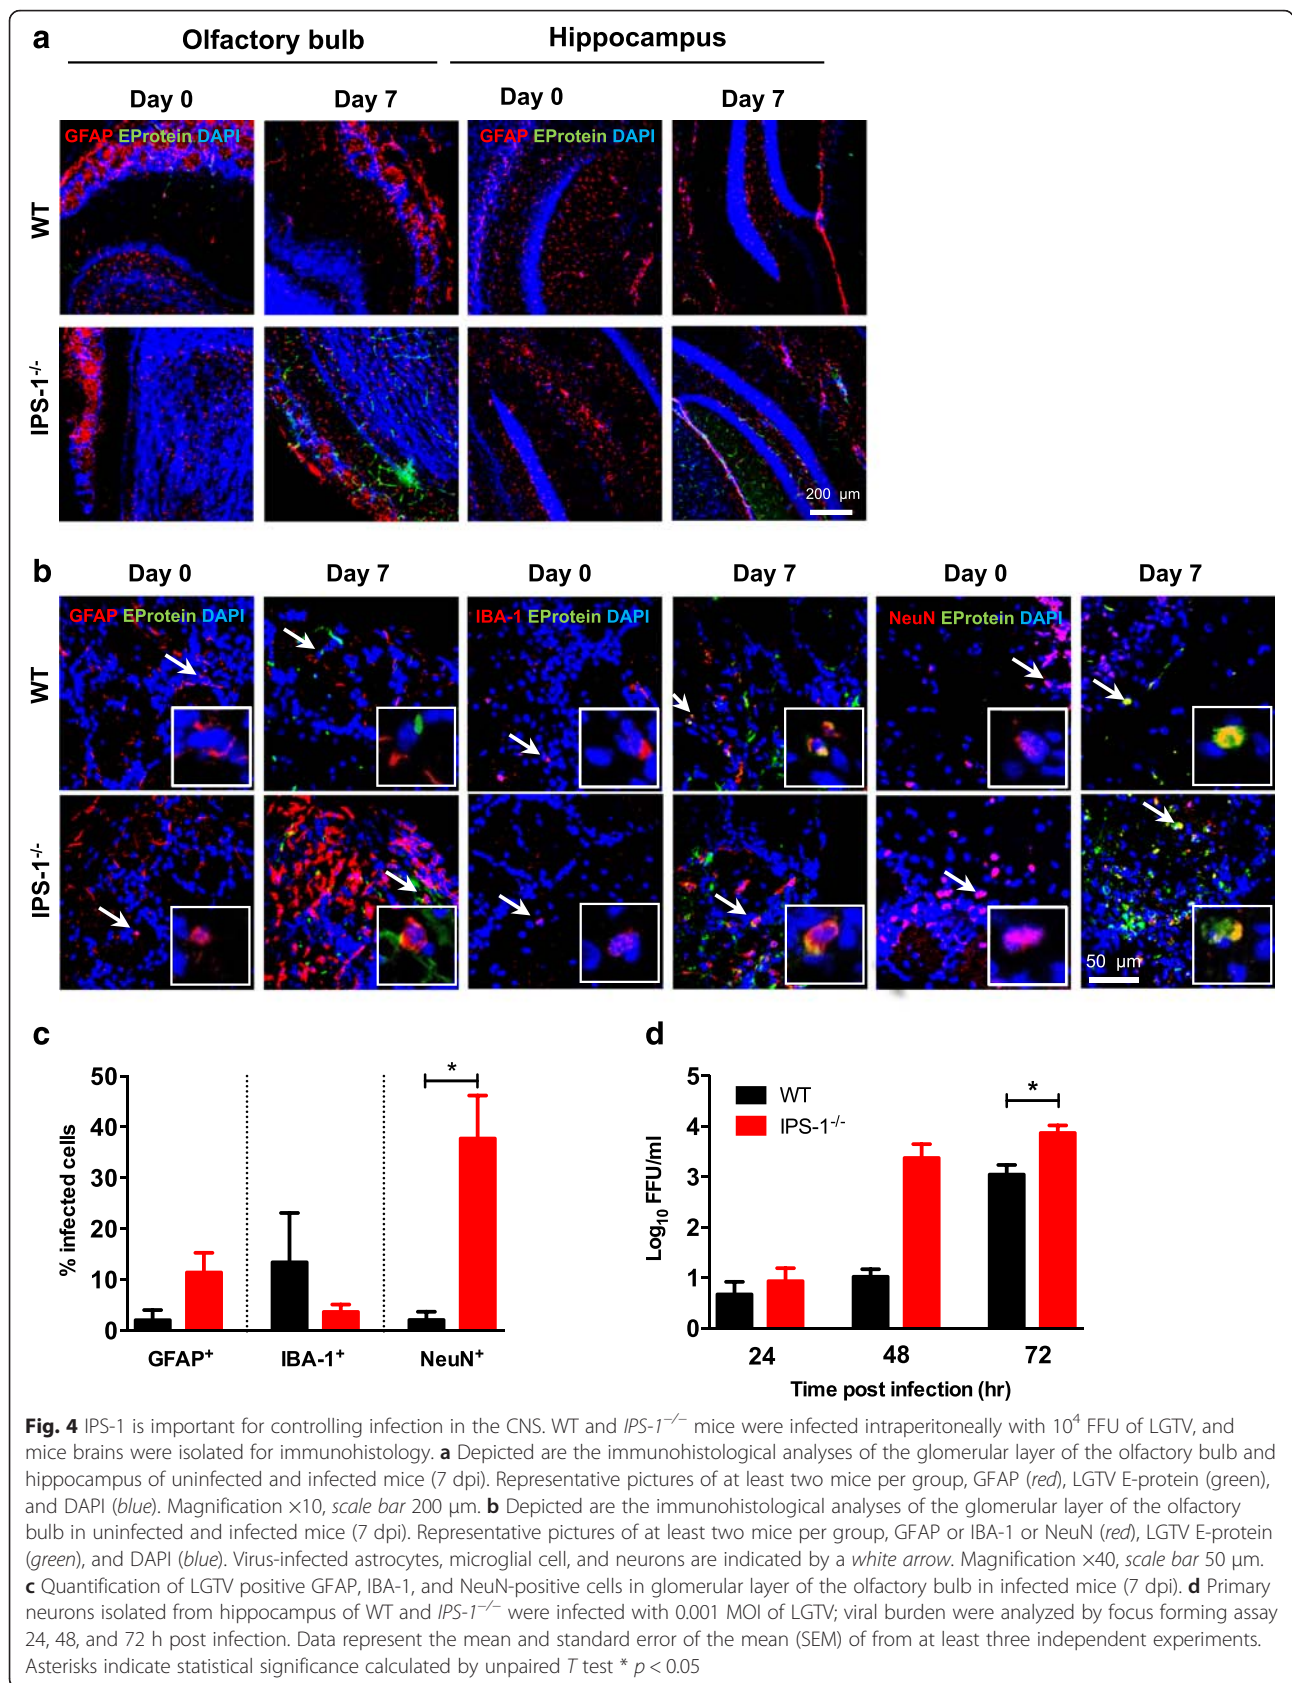 a
Olfactory bulb Hippocampus
Day 0 Day 7 Day 0 Day 7
GFAP EProtein DAPI GFAP EProtein DAPI
WT
IPS-1-/-
200 µm
b
Day 0 Day 7 Day 0 Day 7 Day 0 Day 7
GFAP EProtein DAPI IBA-1 EProtein DAPI NeuN EProtein DAPI
WT
IPS-1-/-
50 µm
c
% infected cells
50
40
30
20
10
0
*
GFAP+ IBA-1+ NeuN+
d
Log10 FFU/ml
5
4
3
2
1
0
WT
IPS-1-/-
*
24 48 72
Time post infection (hr)
Fig. 4 IPS-1 is important for controlling infection in the CNS. WT and IPS-1−/− mice were infected intraperitoneally with 10⁴ FFU of LGTV, and
mice brains were isolated for immunohistology. a Depicted are the immunohistological analyses of the glomerular layer of the olfactory bulb and
hippocampus of uninfected and infected mice (7 dpi). Representative pictures of at least two mice per group, GFAP (red), LGTV E-protein (green),
and DAPI (blue). Magnification ×10, scale bar 200 µm. b Depicted are the immunohistological analyses of the glomerular layer of the olfactory
bulb in uninfected and infected mice (7 dpi). Representative pictures of at least two mice per group, GFAP or IBA-1 or NeuN (red), LGTV E-protein
(green), and DAPI (blue). Virus-infected astrocytes, microglial cell, and neurons are indicated by a white arrow. Magnification ×40, scale bar 50 µm.
c Quantification of LGTV positive GFAP, IBA-1, and NeuN-positive cells in glomerular layer of the olfactory bulb in infected mice (7 dpi). d Primary
neurons isolated from hippocampus of WT and IPS-1−/− were infected with 0.001 MOI of LGTV; viral burden were analyzed by focus forming assay
24, 48, and 72 h post infection. Data represent the mean and standard error of the mean (SEM) of from at least three independent experiments.
Asterisks indicate statistical significance calculated by unpaired T test * p < 0.05